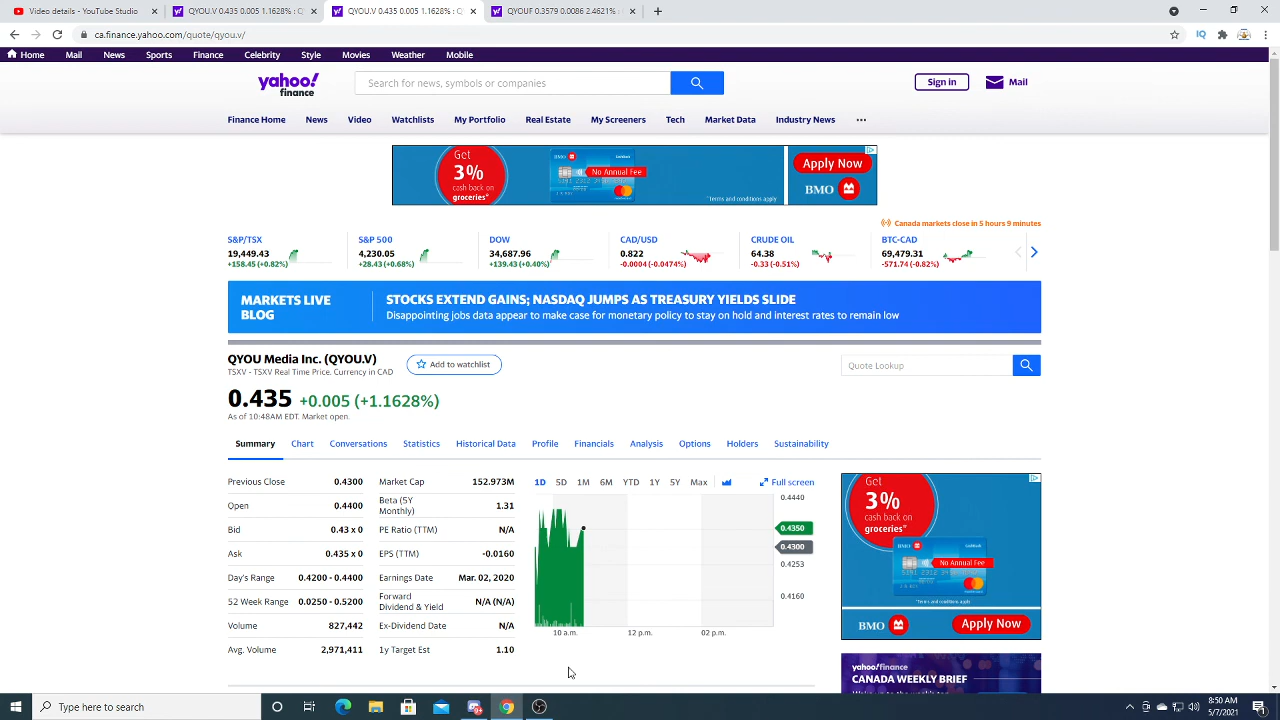 Video details - YouTube Studio
QYOU.V 0.430 0.005 1.1628% : Q
QYOU.V 0.435 0.005 1.1628% : Q
QYOUF 0.3579 0.0086 2.4621% : Q
ca.finance.yahoo.com/quote/qyou.v/
Home Mail News Sports Finance Celebrity Style Movies Weather Mobile
yahoo!
finance
Search for news, symbols or companies
Sign in
Mail
Finance Home News Video Watchlists My Portfolio Real Estate My Screeners Tech Market Data Industry News ...
Get
3%
cash back on
groceries*
BMO
No Annual Fee
*Terms and conditions apply
Apply Now
BMO
Canada markets close in 5 hours 9 minutes
S&P/TSX
19,449.43
+158.45 (+0.82%)
S&P 500
4,230.05
+28.43 (+0.68%)
DOW
34,687.96
+139.43 (+0.40%)
CAD/USD
0.822
-0.0004 (-0.0474%)
CRUDE OIL
64.38
-0.33 (-0.51%)
BTC-CAD
69,479.31
-571.74 (-0.82%)
MARKETS LIVE
BLOG
STOCKS EXTEND GAINS; NASDAQ JUMPS AS TREASURY YIELDS SLIDE
Disappointing jobs data appear to make case for monetary policy to stay on hold and interest rates to remain low
QYOU Media Inc. (QYOU.V)
TSXV - TSXV Real Time Price. Currency in CAD
Add to watchlist
Quote Lookup
0.435 +0.005 (+1.1628%)
As of 10:48AM EDT. Market open.
Summary Chart Conversations Statistics Historical Data Profile Financials Analysis Options Holders Sustainability
Previous Close 0.4300
Open 0.4400
Bid 0.43 x 0
Ask 0.435 x 0
Range 0.4200 - 0.4400
52 Range 0.0250 - 0.5200
Volume 827,442
Avg. Volume 2,971,411
Market Cap 152.973M
Beta (5Y
Monthly) 1.31
PE Ratio (TTM) N/A
EPS (TTM) -0.0160
Earnings Date Mar. 02, 2020
Forward
Dividend & Yield N/A (N/A)
Ex-Dividend Date N/A
1y Target Est 1.10
1D 5D 1M 6M YTD 1Y 5Y Max Full screen
0.4440
0.4350
0.4300
0.4253
0.4160
10 a.m. 12 p.m. 02 p.m.
Get
3%
cash back on
groceries*
BMO
No Annual Fee
*Terms and conditions apply
BMO
Apply Now
yahoo!finance
CANADA WEEKLY BRIEF
Type here to search
8:50 AM
5/7/2021